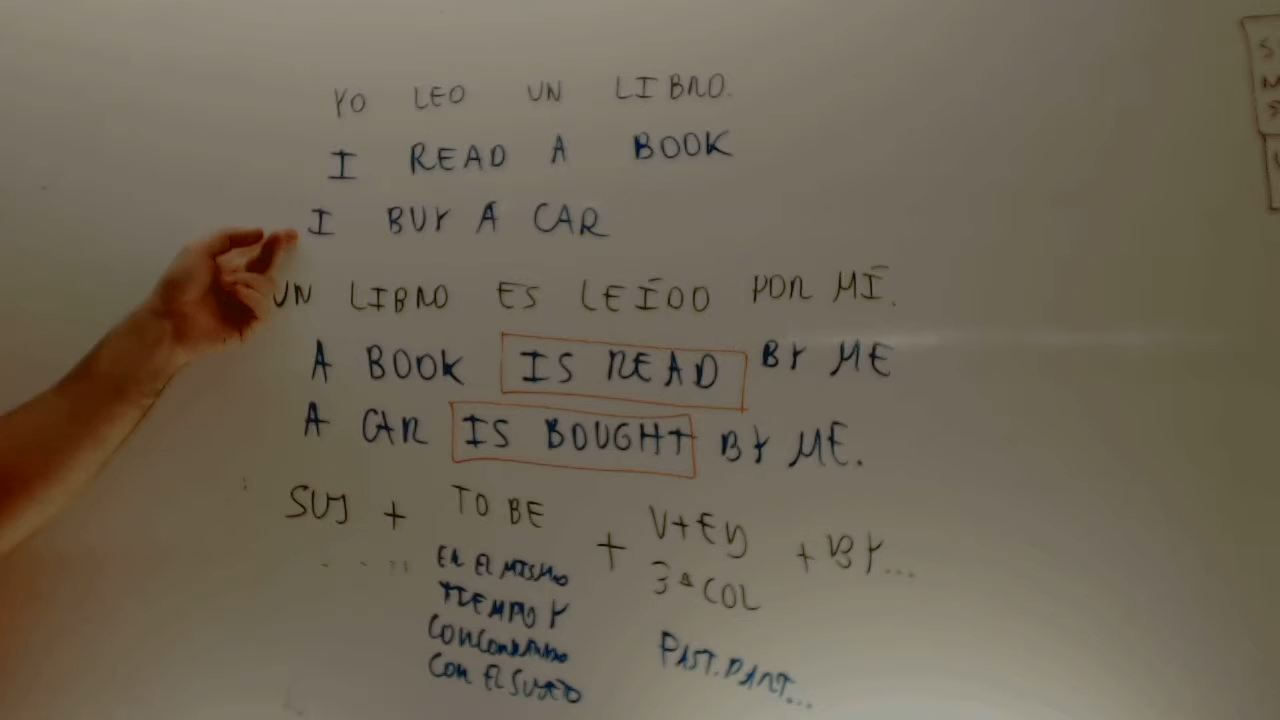 YO LEO UN LIBRO.
I READ A BOOK
I BUY A CAR
UN LIBRO ES LEÍDO POR MÍ.
A BOOK IS READ BY ME
A CAR IS BOUGHT BY ME.
SUJ + TO BE + V+ED + BY...
3ª COL
EN EL MISMO
TIEMPO Y
CONCORDANDO
CON EL SUJETO
PAST. PART...